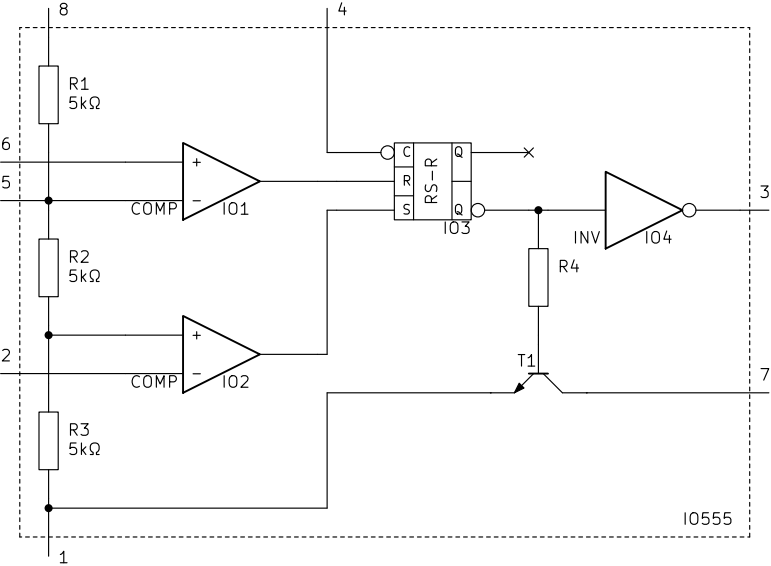 8
4
R1
5kΩ
6
+
C
Q
5
R
RS-R
3
−
COMP
IO1
S
Q
IO3
INV
IO4
R2
5kΩ
R4
+
2
T1
7
−
COMP
IO2
R3
5kΩ
IO555
1